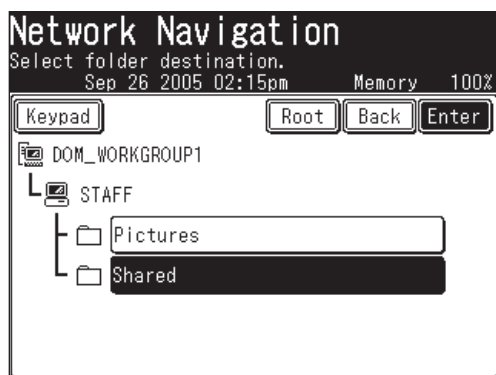 Network Navigation
Select folder destination.
Sep 26 2005 02:15pm Memory 100%
Keypad Root Back Enter
DOM_WORKGROUP1
STAFF
Pictures
Shared